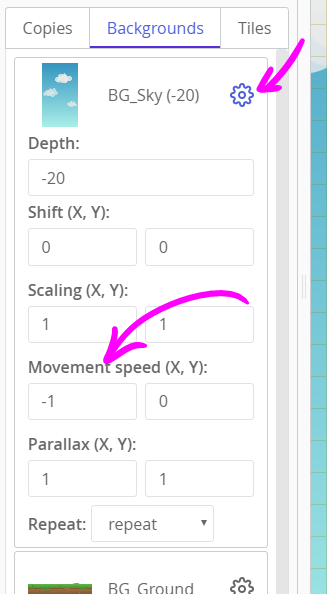 Copies Backgrounds Tiles
BG_Sky (-20)
Depth:
-20
Shift (X, Y):
0 0
Scaling (X, Y):
1 1
Movement speed (X, Y):
-1 0
Parallax (X, Y):
1 1
Repeat: repeat
BG_Ground